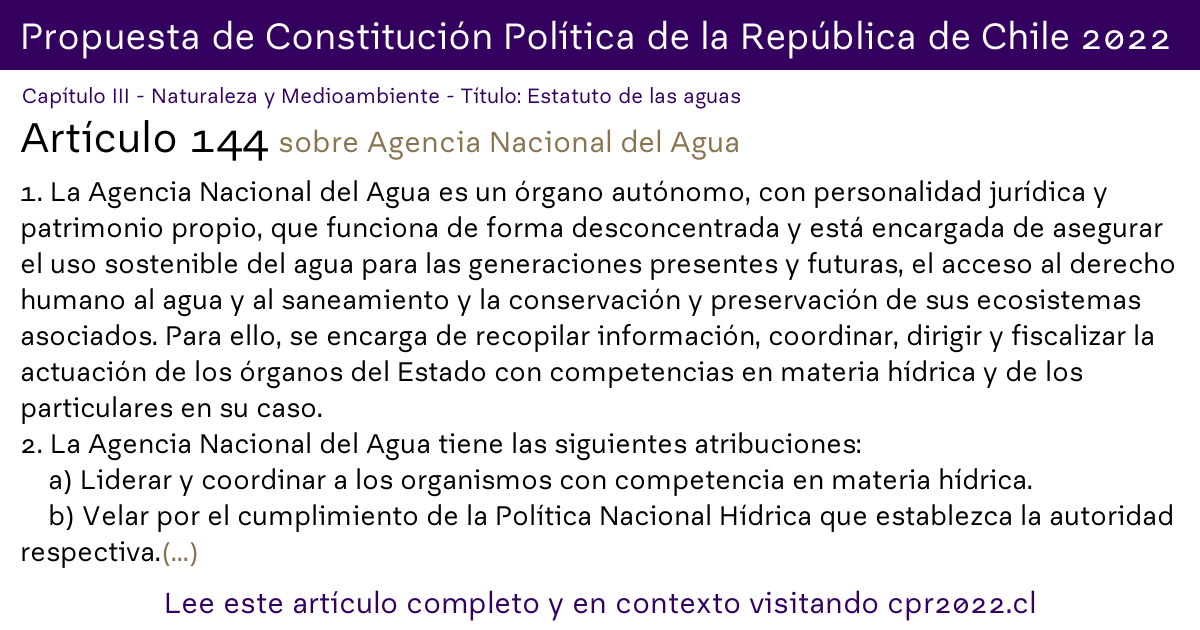 Propuesta de Constitución Política de la República de Chile 2022
Capítulo III - Naturaleza y Medioambiente - Título: Estatuto de las aguas
Artículo 144 sobre Agencia Nacional del Agua
1. La Agencia Nacional del Agua es un órgano autónomo, con personalidad jurídica y
patrimonio propio, que funciona de forma desconcentrada y está encargada de asegurar
el uso sostenible del agua para las generaciones presentes y futuras, el acceso al derecho
humano al agua y al saneamiento y la conservación y preservación de sus ecosistemas
asociados. Para ello, se encarga de recopilar información, coordinar, dirigir y fiscalizar la
actuación de los órganos del Estado con competencias en materia hídrica y de los
particulares en su caso.
2. La Agencia Nacional del Agua tiene las siguientes atribuciones:
a) Liderar y coordinar a los organismos con competencia en materia hídrica.
b) Velar por el cumplimiento de la Política Nacional Hídrica que establezca la autoridad
respectiva.(...)
Lee este artículo completo y en contexto visitando cpr2022.cl